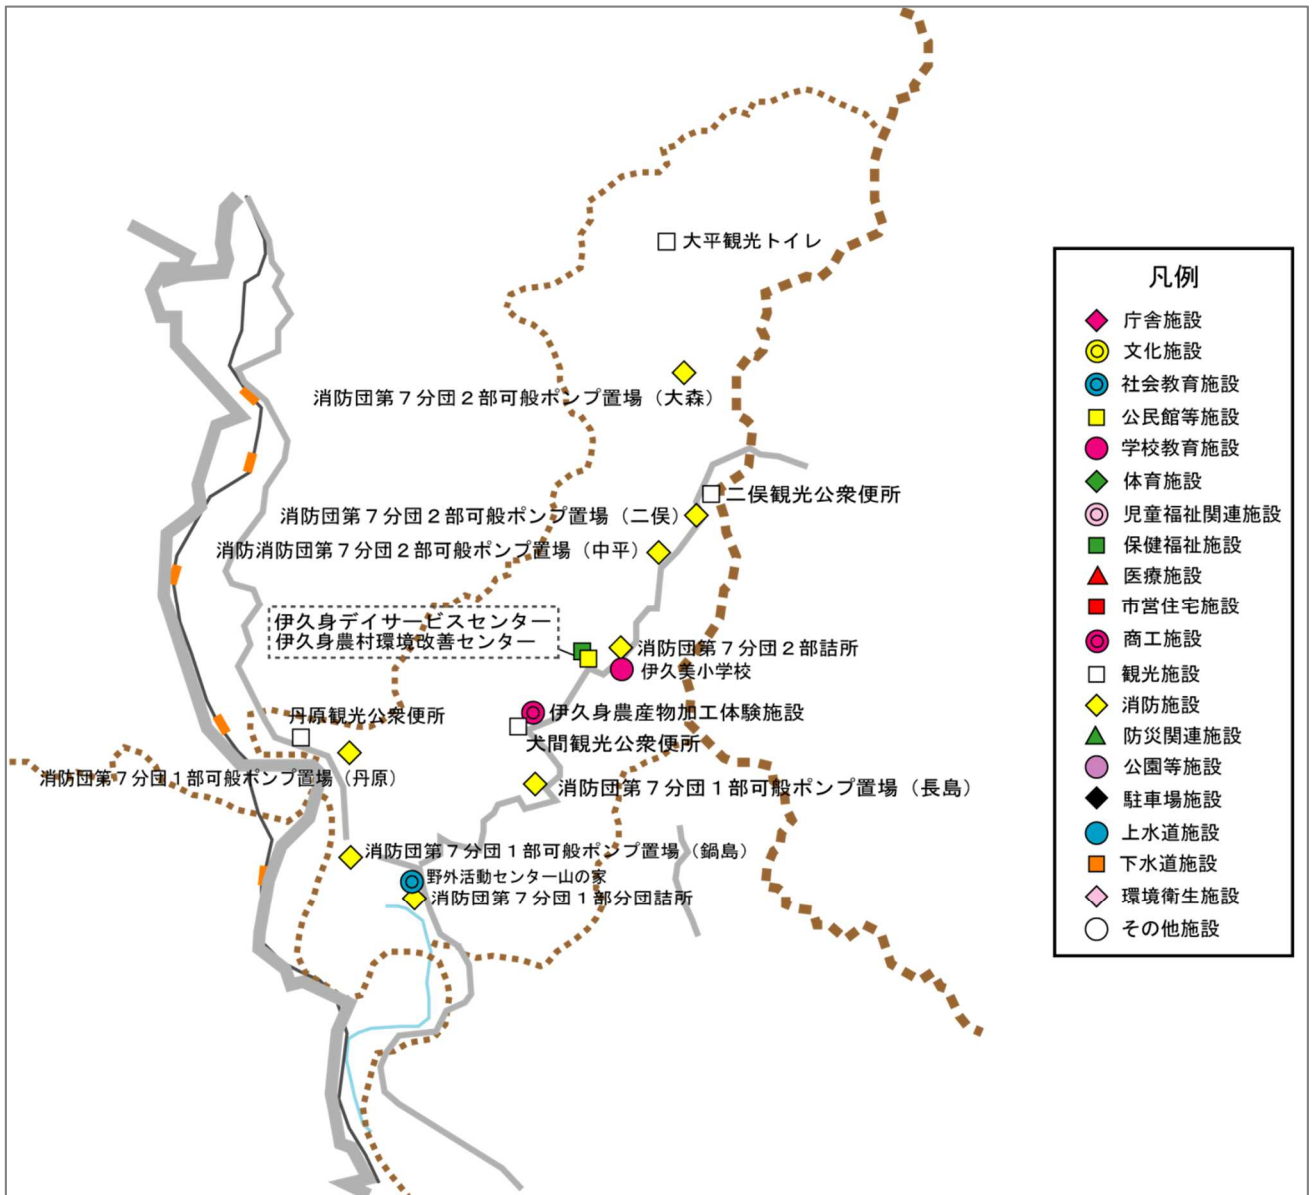 大平観光トイレ
消防団第７分団２部可般ポンプ置場（大森）
二俣観光公衆便所
消防団第７分団２部可般ポンプ置場（二俣）
消防消防団第７分団２部可般ポンプ置場（中平）
伊久身デイサービスセンター
伊久身農村環境改善センター
消防団第７分団２部詰所
伊久美小学校
伊久身農産物加工体験施設
丹原観光公衆便所
犬間観光公衆便所
消防団第７分団１部可般ポンプ置場（丹原）
消防団第７分団１部可般ポンプ置場（長島）
消防団第７分団１部可般ポンプ置場（鍋島）
野外活動センター山の家
消防団第７分団１部分団詰所
凡例
庁舎施設
文化施設
社会教育施設
公民館等施設
学校教育施設
体育施設
児童福祉関連施設
保健福祉施設
医療施設
市営住宅施設
商工施設
観光施設
消防施設
防災関連施設
公園等施設
駐車場施設
上水道施設
下水道施設
環境衛生施設
その他施設